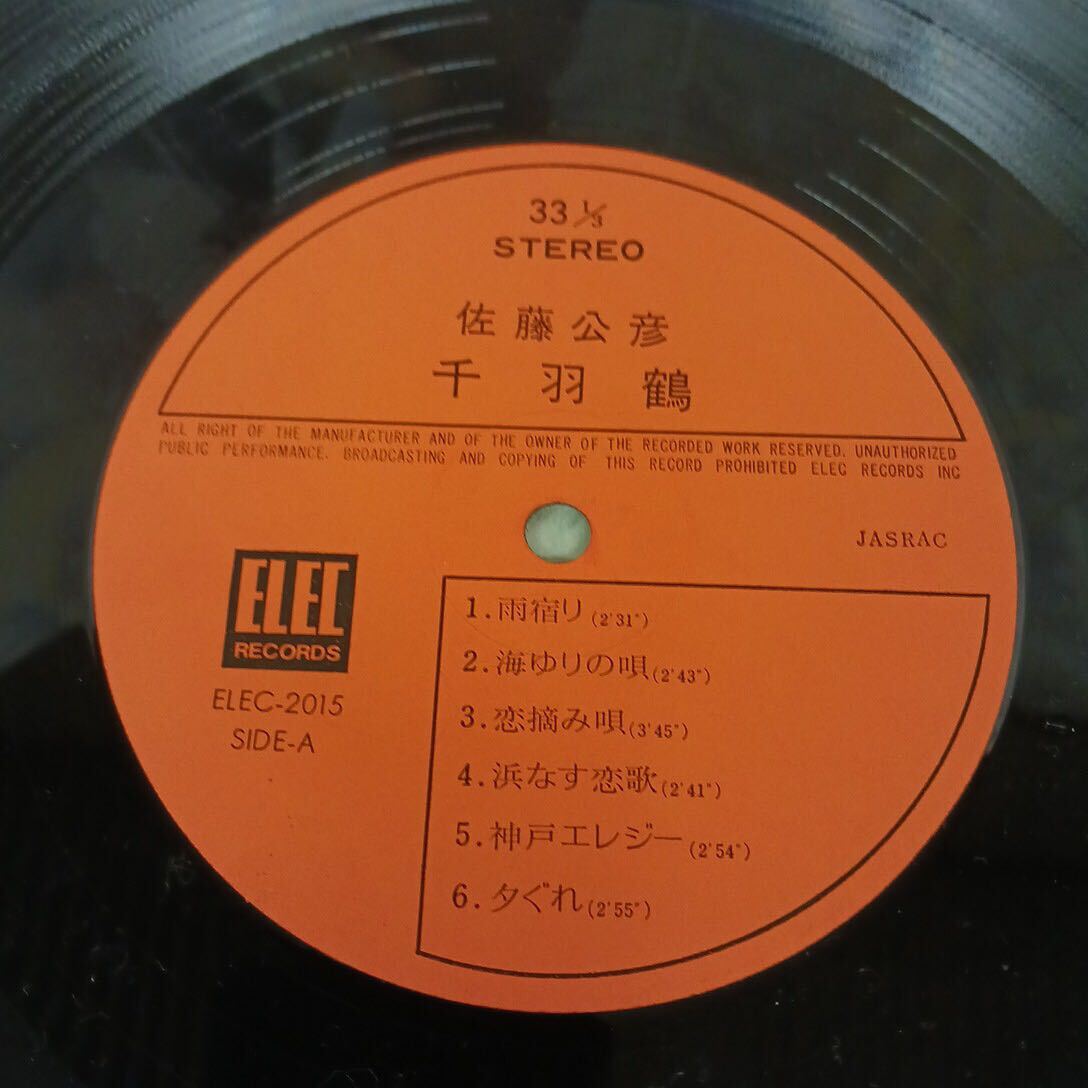 33 1/3
STEREO
佐藤公彦
千羽鶴
ALL RIGHT OF THE MANUFACTURER AND OF THE OWNER OF THE RECORDED WORK RESERVED. UNAUTHORIZED
PUBLIC PERFORMANCE. BROADCASTING AND COPYING OF THIS RECORD PROHIBITED ELEC RECORDS INC
JASRAC
ELEC
RECORDS
ELEC-2015
SIDE-A
1.雨宿り(2'31")
2.海ゆりの唄(2'43")
3.恋摘み唄(3'45")
4.浜なす恋歌(2'41")
5.神戸エレジー(2'54")
6.夕ぐれ(2'55")